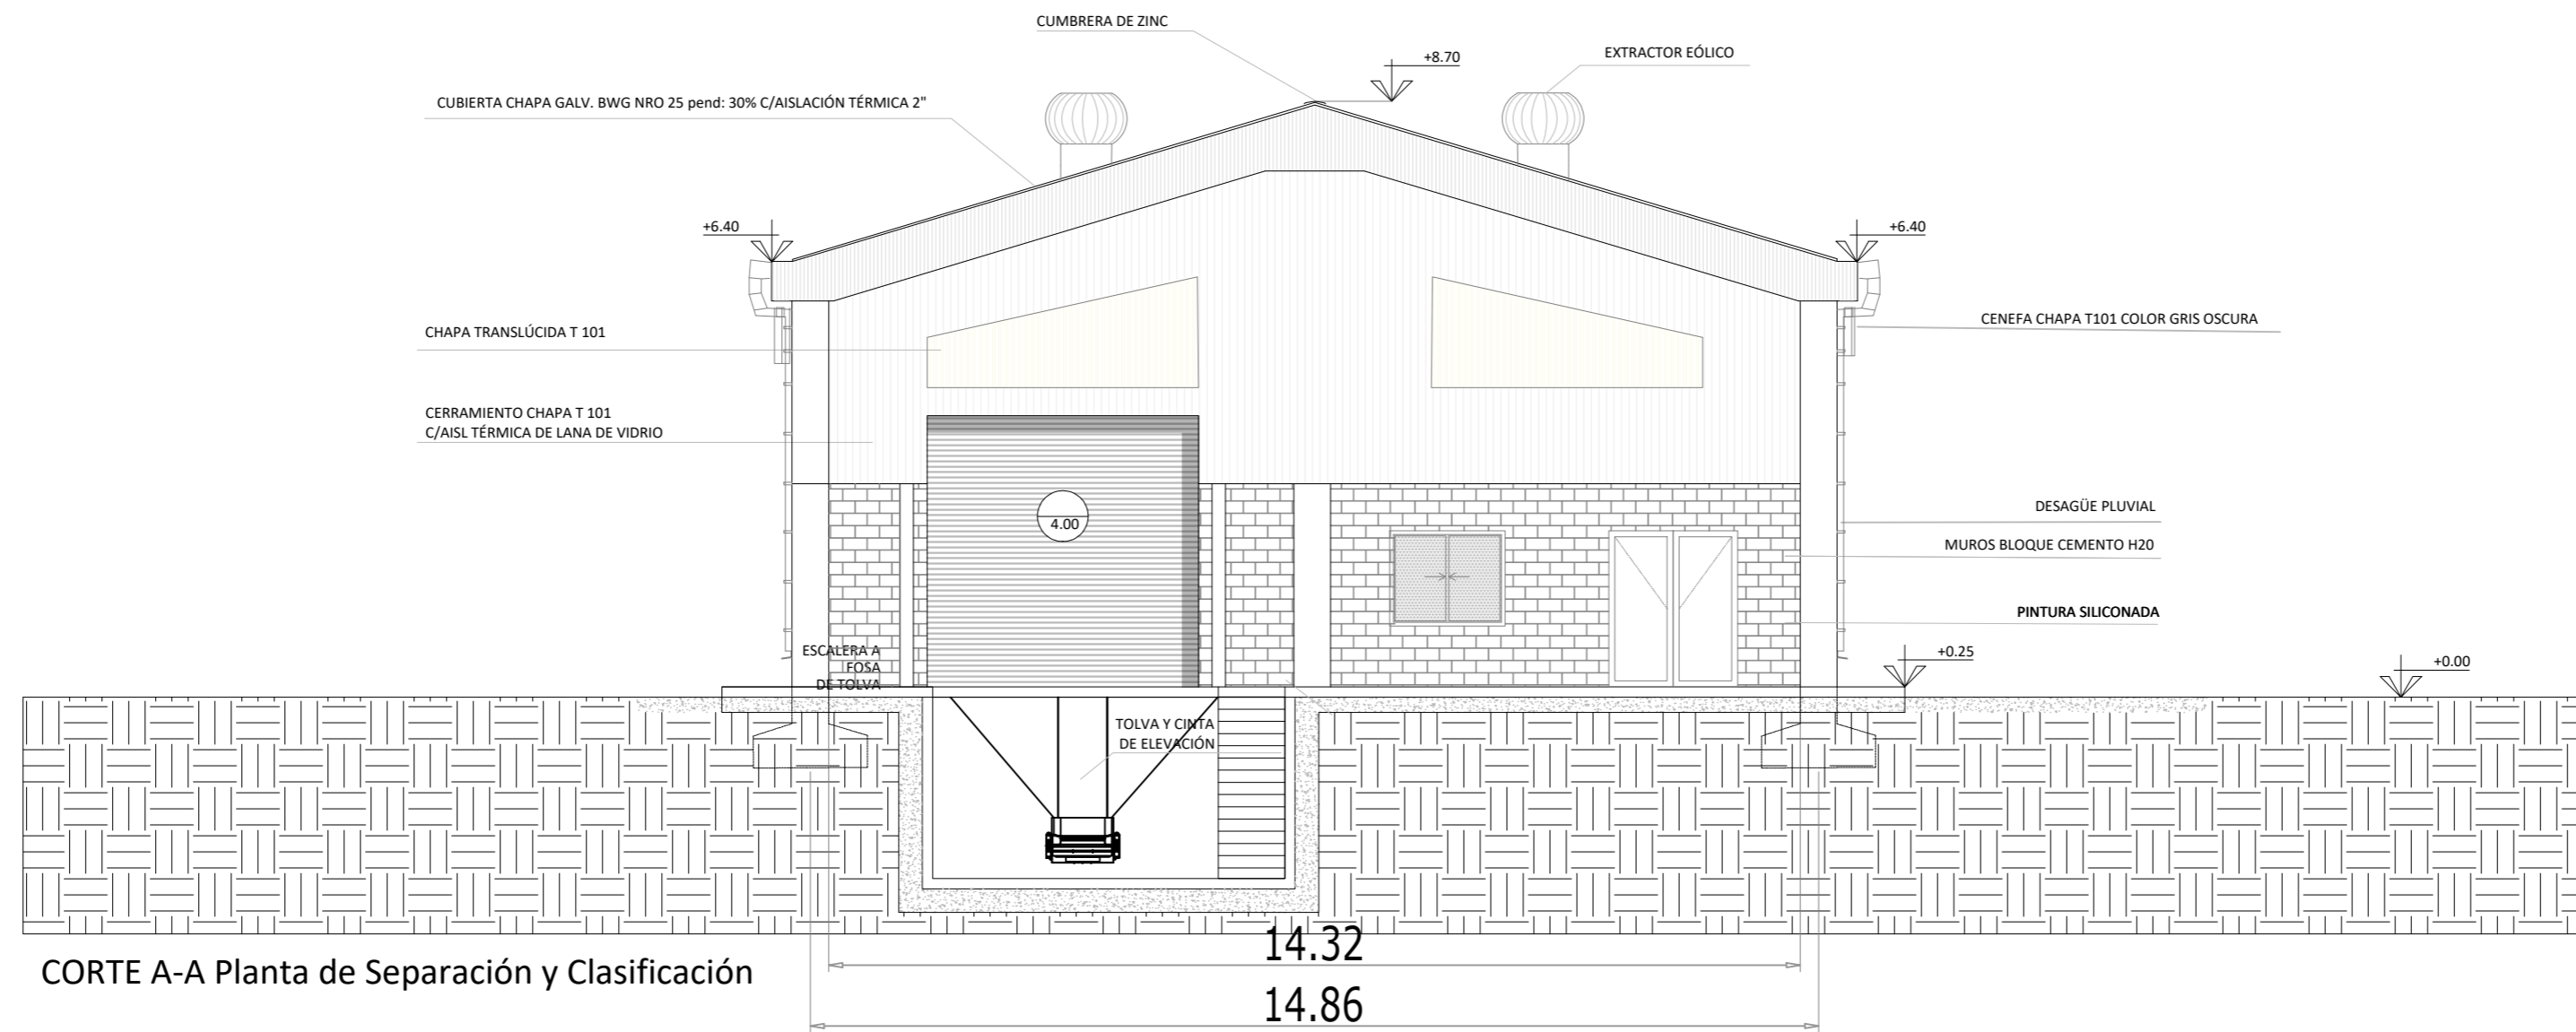 CUMBRERA DE ZINC
+8.70
EXTRACTOR EÓLICO
CUBIERTA CHAPA GALV. BWG NRO 25 pend: 30% C/AISLACIÓN TÉRMICA 2"
+6.40
+6.40
CHAPA TRANSLÚCIDA T 101
CENEFA CHAPA T101 COLOR GRIS OSCURA
CERRAMIENTO CHAPA T 101
C/AISL TÉRMICA DE LANA DE VIDRIO
4.00
DESAGÜE PLUVIAL
MUROS BLOQUE CEMENTO H20
PINTURA SILICONADA
ESCALERA A
FOSA
DE TOLVA
+0.25
+0.00
TOLVA Y CINTA
DE ELEVACIÓN
14.32
CORTE A-A Planta de Separación y Clasificación
14.86